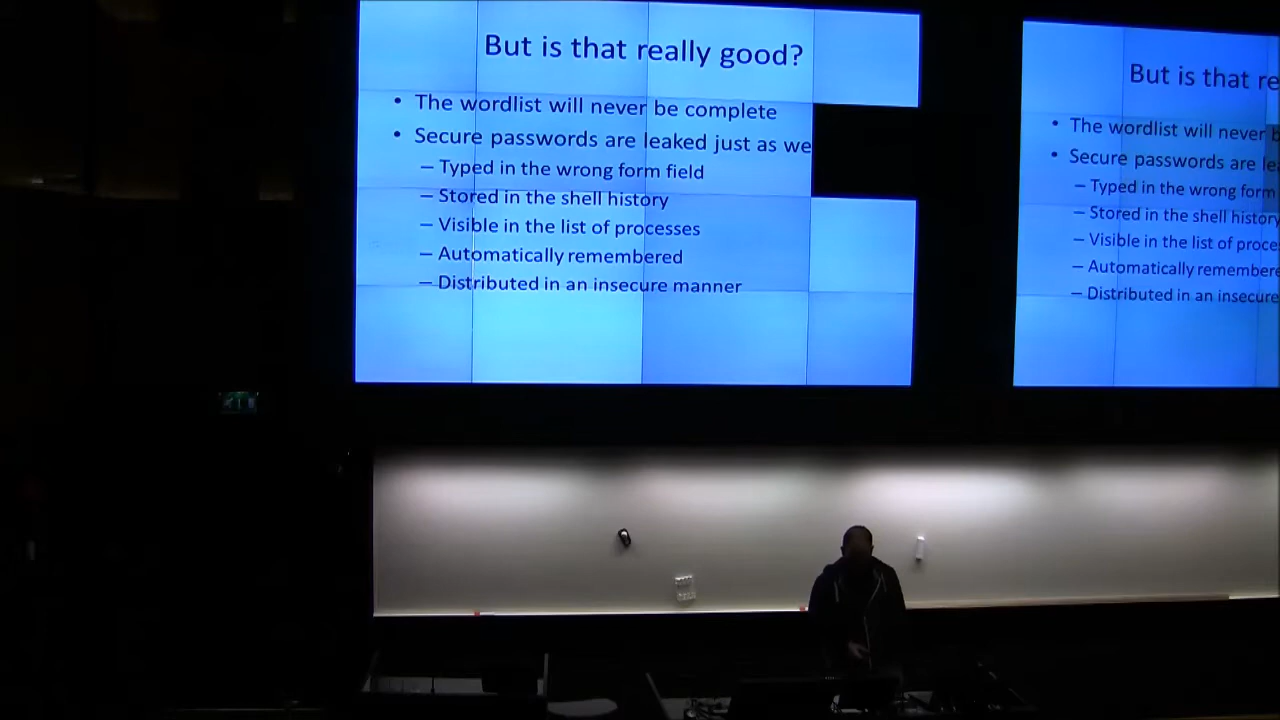 But is that really good?
• The wordlist will never be complete
• Secure passwords are leaked just as we
– Typed in the wrong form field
– Stored in the shell history
– Visible in the list of processes
– Automatically remembered
– Distributed in an insecure manner
But is that re
• The wordlist will never b
• Secure passwords are le
– Typed in the wrong form
– Stored in the shell history
– Visible in the list of proce
– Automatically remembere
– Distributed in an insecure